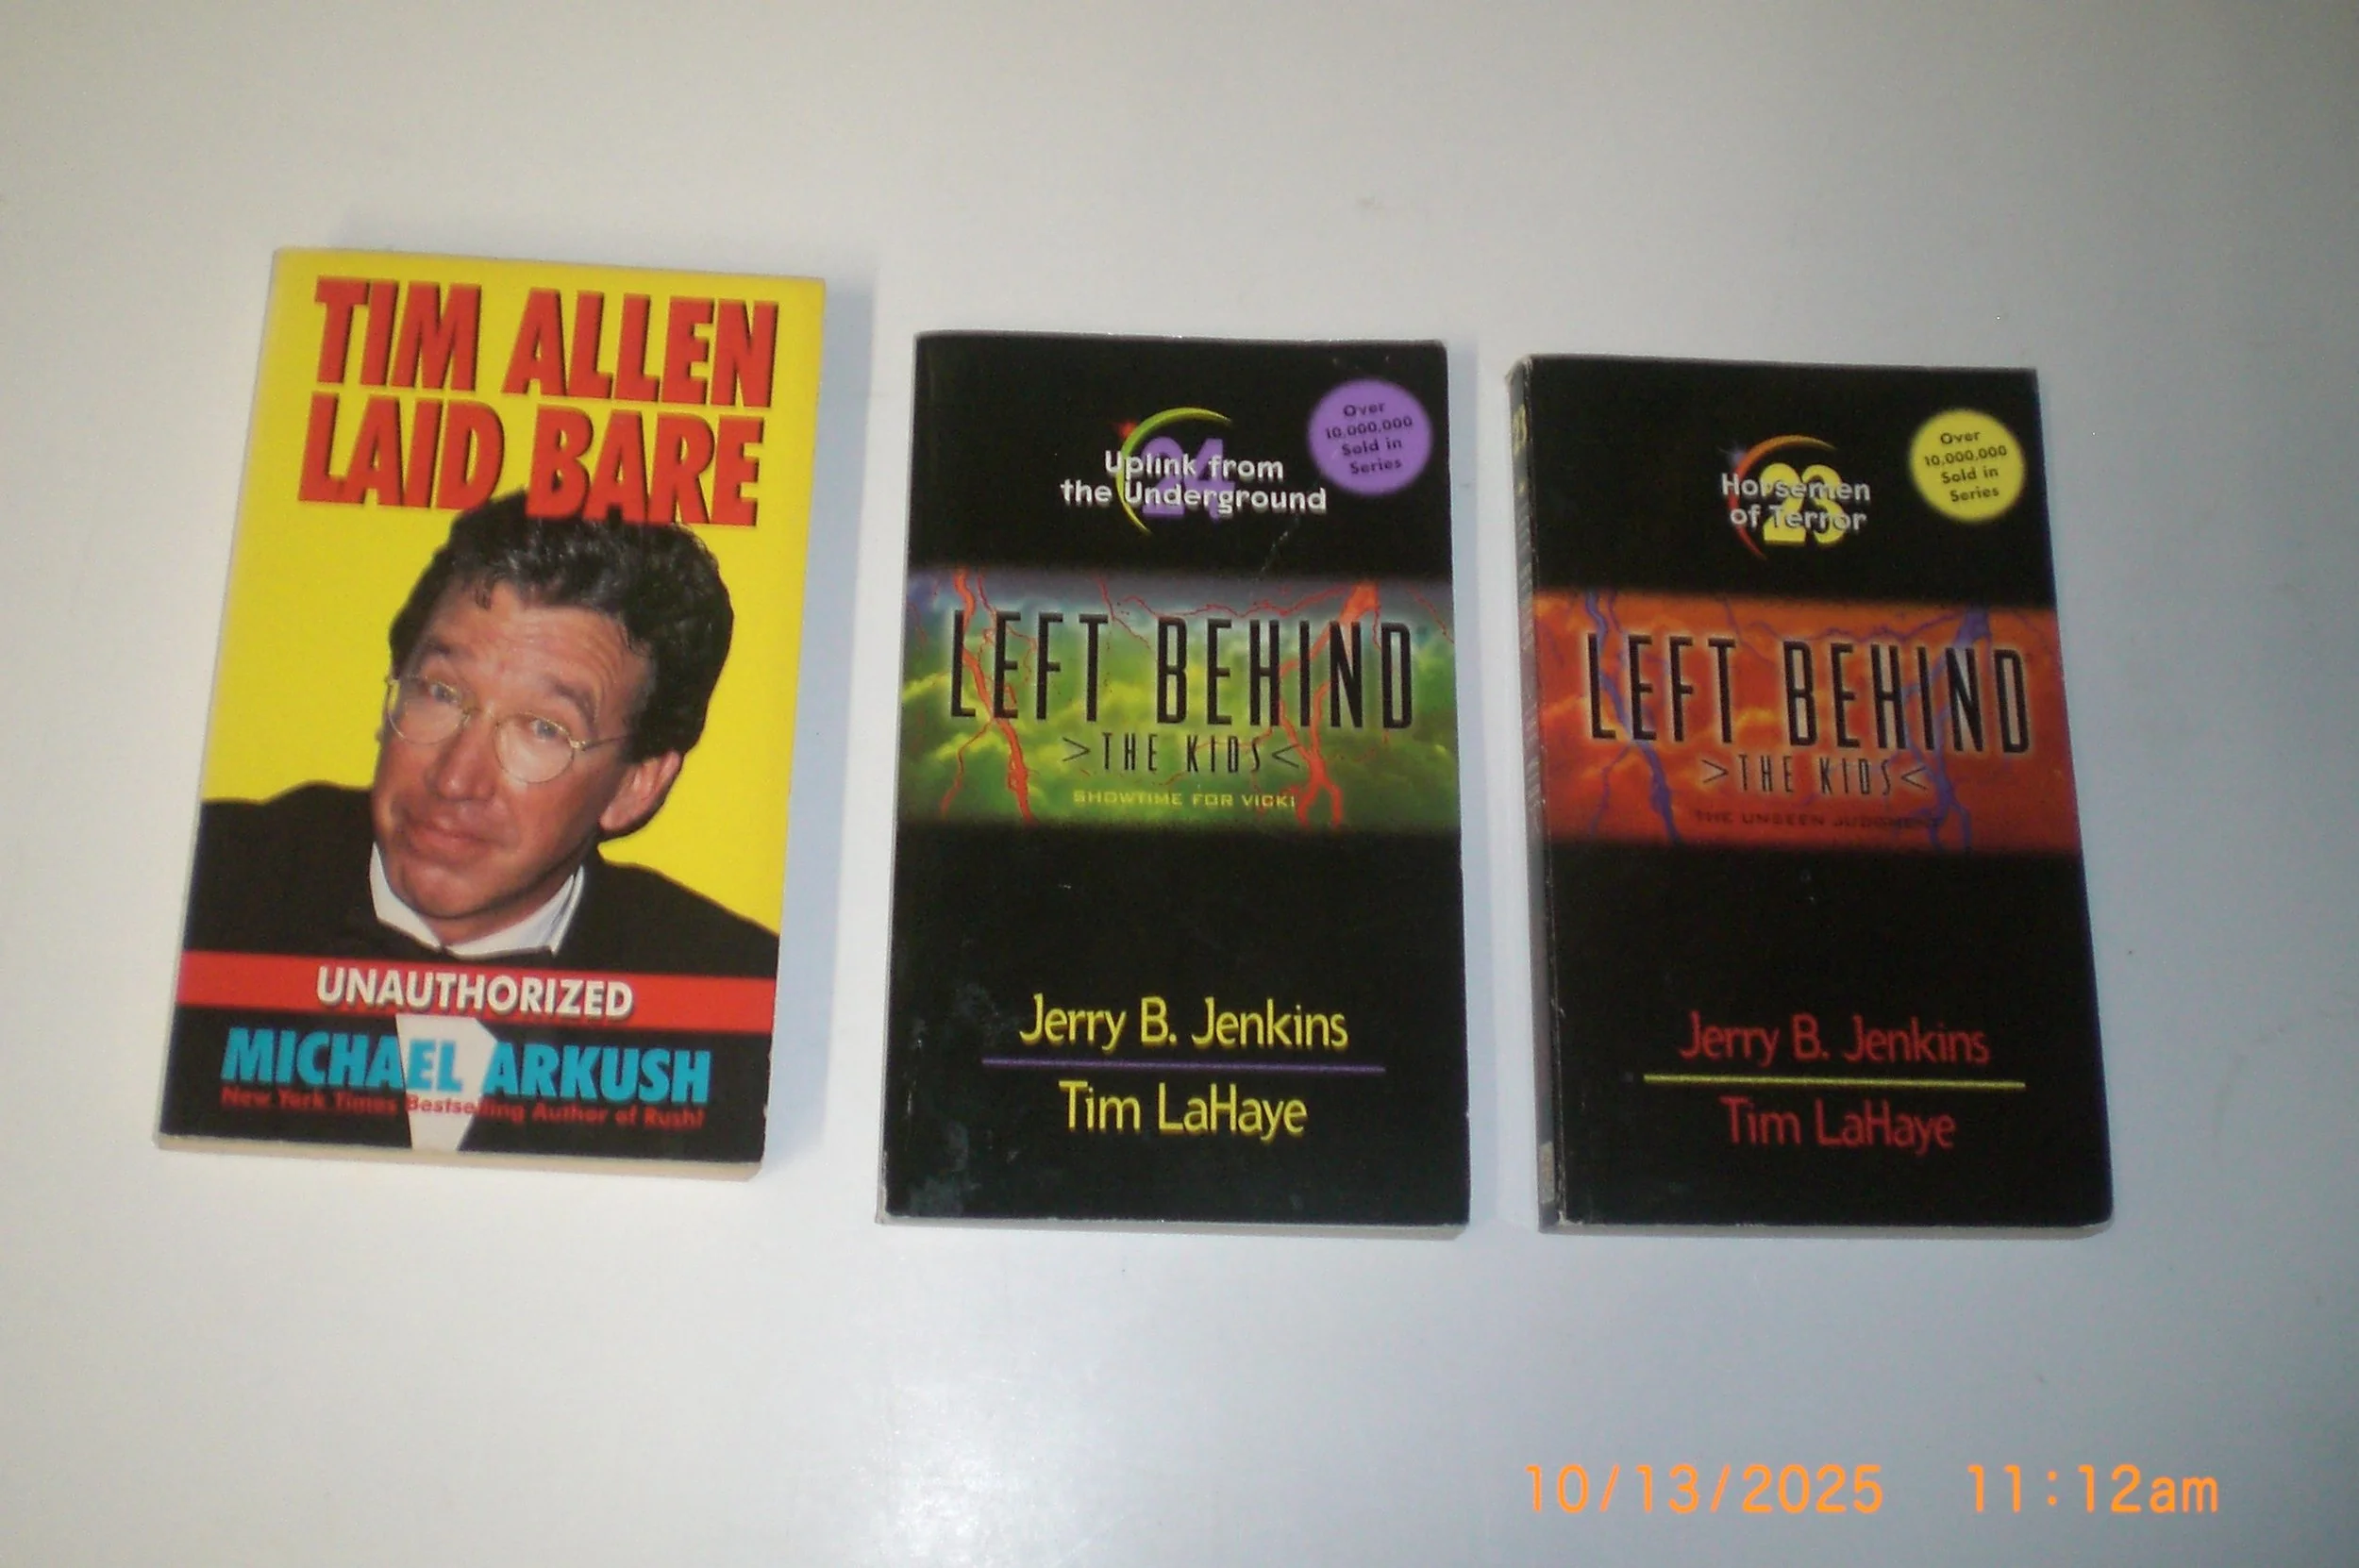 TIM ALLEN
LAID BARE
UNAUTHORIZED
MICHAEL ARKUSH
New York Times Bestselling Author of Rush!
24
Uplink from
the Underground
Over
10,000,000
Sold in
Series
LEFT BEHIND
>THE KIDS<
SHOWTIME FOR VICKI
Jerry B. Jenkins
Tim LaHaye
23
Horsemen
of Terror
Over
10,000,000
Sold in
Series
LEFT BEHIND
>THE KIDS<
THE UNSEEN JUDGMENT
Jerry B. Jenkins
Tim LaHaye
10/13/2025 11:12am